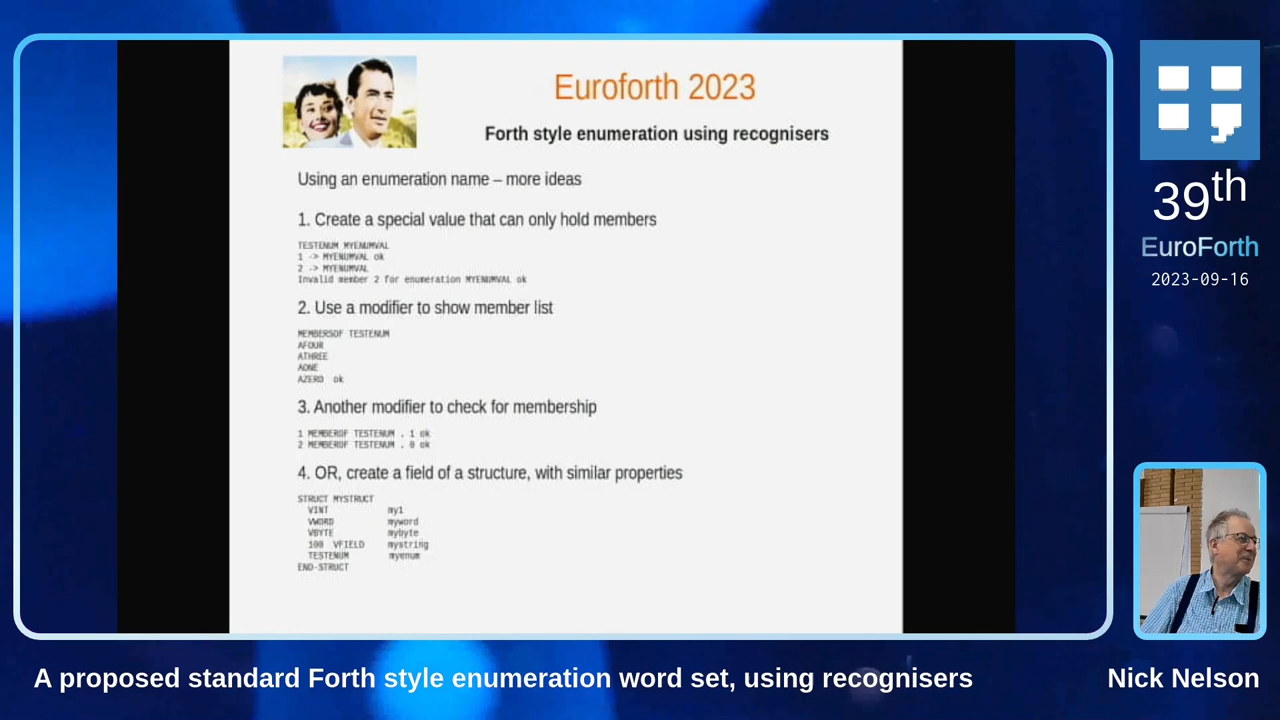 Euroforth 2023
Forth style enumeration using recognisers
Using an enumeration name – more ideas
1. Create a special value that can only hold members
TESTENUM MYENUMVAL
1 -> MYENUMVAL ok
2 -> MYENUMVAL
Invalid member 2 for enumeration MYENUMVAL ok
2. Use a modifier to show member list
MEMBERSOF TESTENUM
AFOUR
ATHREE
AONE
AZERO ok
3. Another modifier to check for membership
1 MEMBEROF TESTENUM . 1 ok
2 MEMBEROF TESTENUM . 0 ok
4. OR, create a field of a structure, with similar properties
STRUCT MYSTRUCT
VINT my1
VWORD myword
VBYTE mybyte
100 VFIELD mystring
TESTENUM myenum
END-STRUCT
39th
EuroForth
2023-09-16
A proposed standard Forth style enumeration word set, using recognisers
Nick Nelson